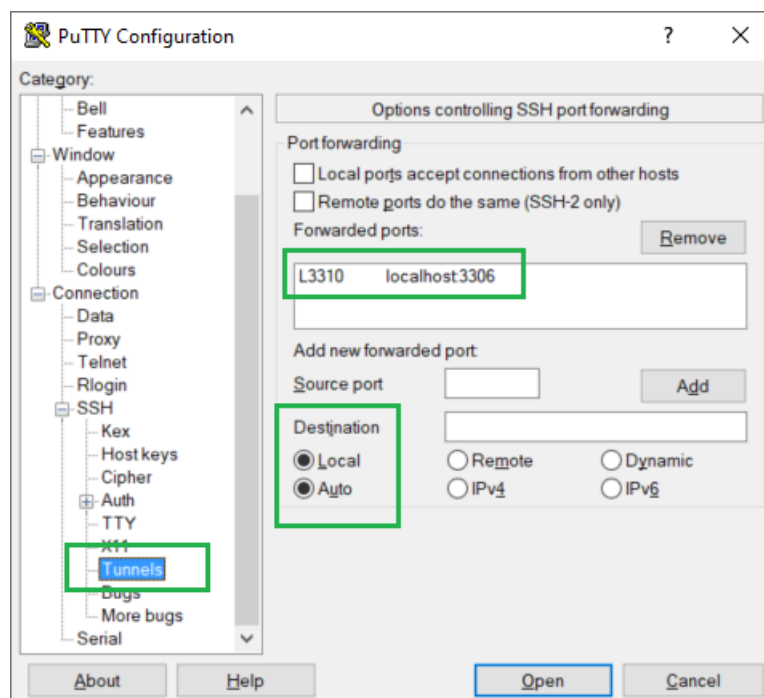 PuTTY Configuration
?
Category:
Bell
Features
Window
Appearance
Behaviour
Translation
Selection
Colours
Connection
Data
Proxy
Telnet
Rlogin
SSH
Kex
Host keys
Cipher
Auth
TTY
X11
Tunnels
Bugs
More bugs
Serial
Options controlling SSH port forwarding
Port forwarding
Local ports accept connections from other hosts
Remote ports do the same (SSH-2 only)
Forwarded ports:
Remove
L3310 localhost:3306
Add new forwarded port:
Source port
Add
Destination
Local Remote Dynamic
Auto IPv4 IPv6
About Help Open Cancel